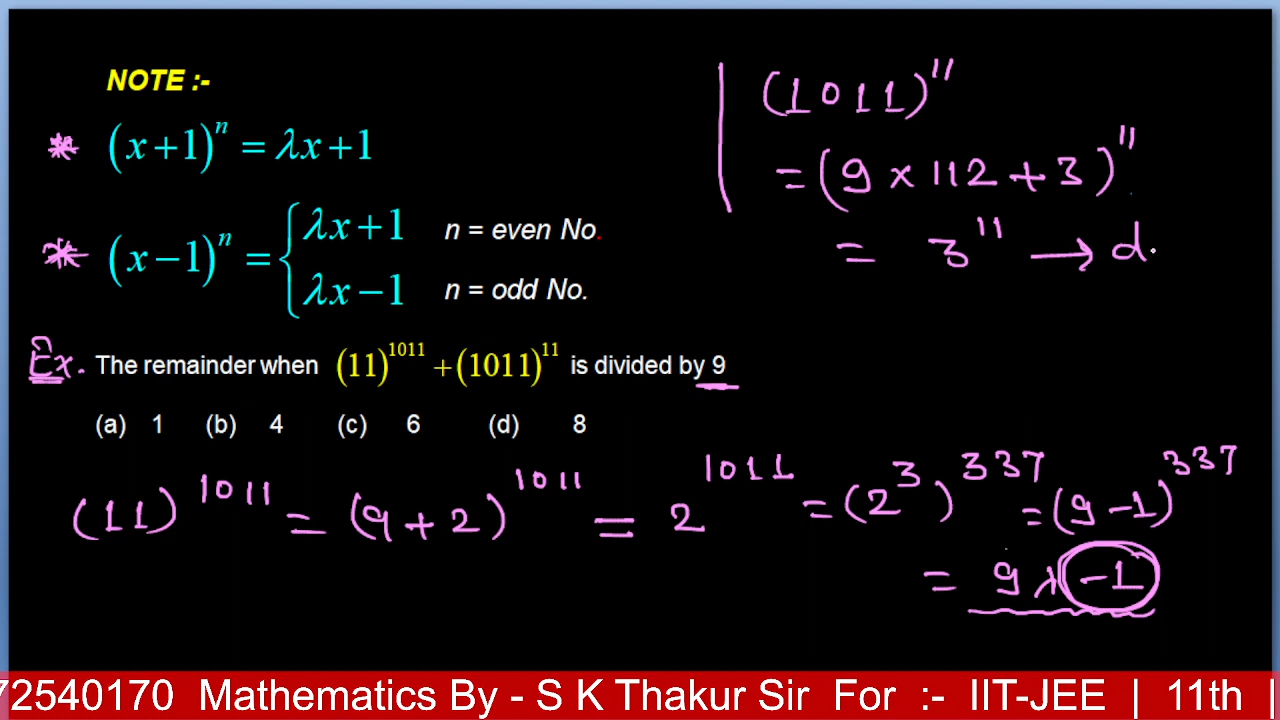 NOTE :-
* (x+1)^n = λx+1
* (x−1)^n = { λx+1 n = even No.
λx−1 n = odd No.
Ex. The remainder when (11)^1011 + (1011)^11 is divided by 9
(a) 1 (b) 4 (c) 6 (d) 8
(11)^1011 = (9+2)^1011 = 2^1011 = (2^3)^337 = (9−1)^337
= 9λ−1
(1011)^11
= (9×112+3)^11
= 3^11 → d
72540170 Mathematics By - S K Thakur Sir For :- IIT-JEE | 11th |